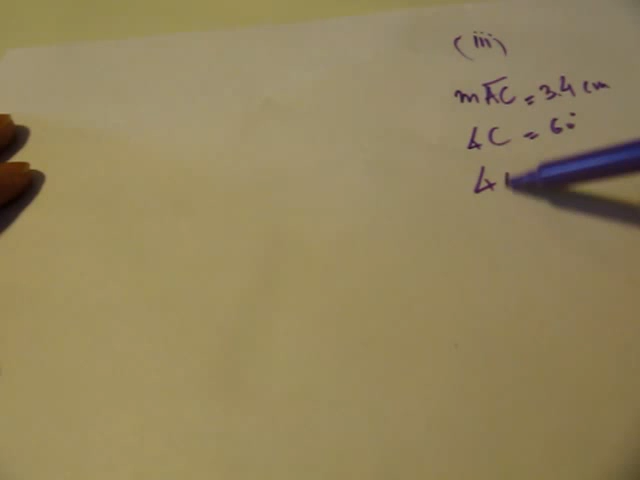 (iii)
mAC = 3.4 cm
∠C = 60°
∠